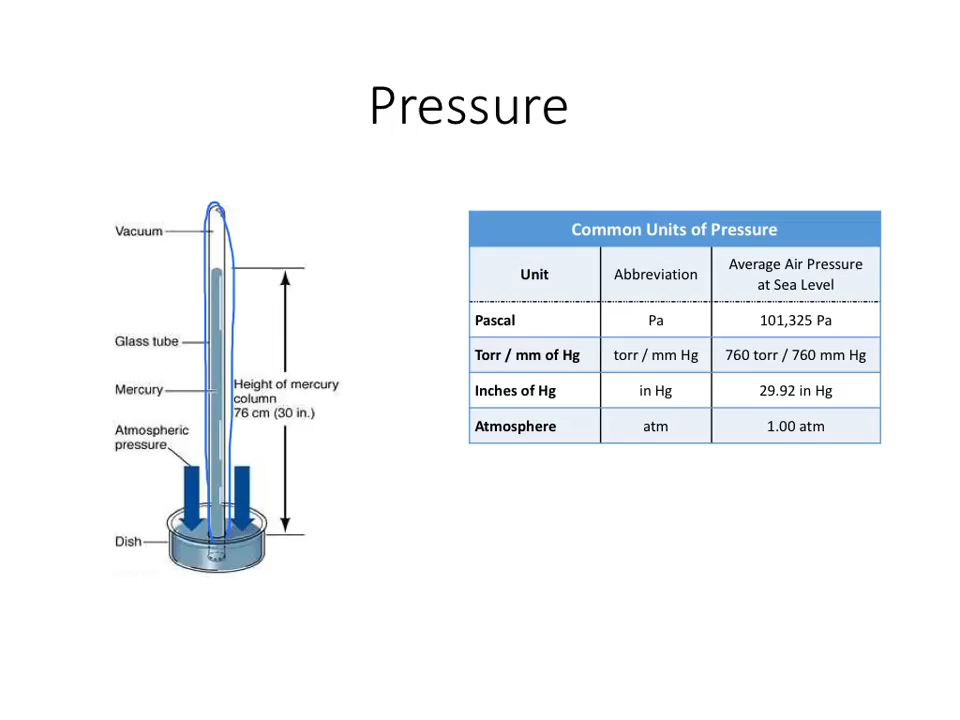 Pressure
Vacuum
Glass tube
Mercury
Atmospheric
pressure
Dish
Height of mercury
column
76 cm (30 in.)
Common Units of Pressure
Unit Abbreviation Average Air Pressure
at Sea Level
Pascal Pa 101,325 Pa
Torr / mm of Hg torr / mm Hg 760 torr / 760 mm Hg
Inches of Hg in Hg 29.92 in Hg
Atmosphere atm 1.00 atm